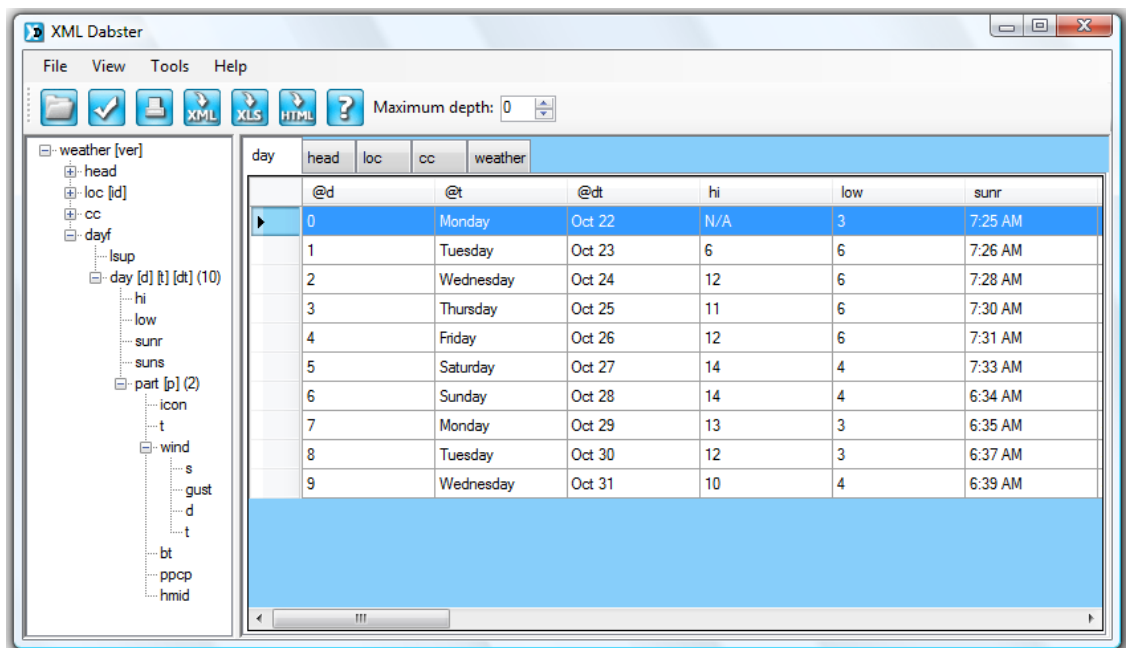 XML Dabster
File View Tools Help
XML XLS HTML ? Maximum depth: 0
weather [ver]
head
loc [id]
cc
dayf
lsup
day [d] [t] [dt] (10)
hi
low
sunr
suns
part [p] (2)
icon
t
wind
s
gust
d
t
bt
ppcp
hmid
day head loc cc weather
@d @t @dt hi low sunr
0 Monday Oct 22 N/A 3 7:25 AM
1 Tuesday Oct 23 6 6 7:26 AM
2 Wednesday Oct 24 12 6 7:28 AM
3 Thursday Oct 25 11 6 7:30 AM
4 Friday Oct 26 12 6 7:31 AM
5 Saturday Oct 27 14 4 7:33 AM
6 Sunday Oct 28 14 4 6:34 AM
7 Monday Oct 29 13 3 6:35 AM
8 Tuesday Oct 30 12 3 6:37 AM
9 Wednesday Oct 31 10 4 6:39 AM